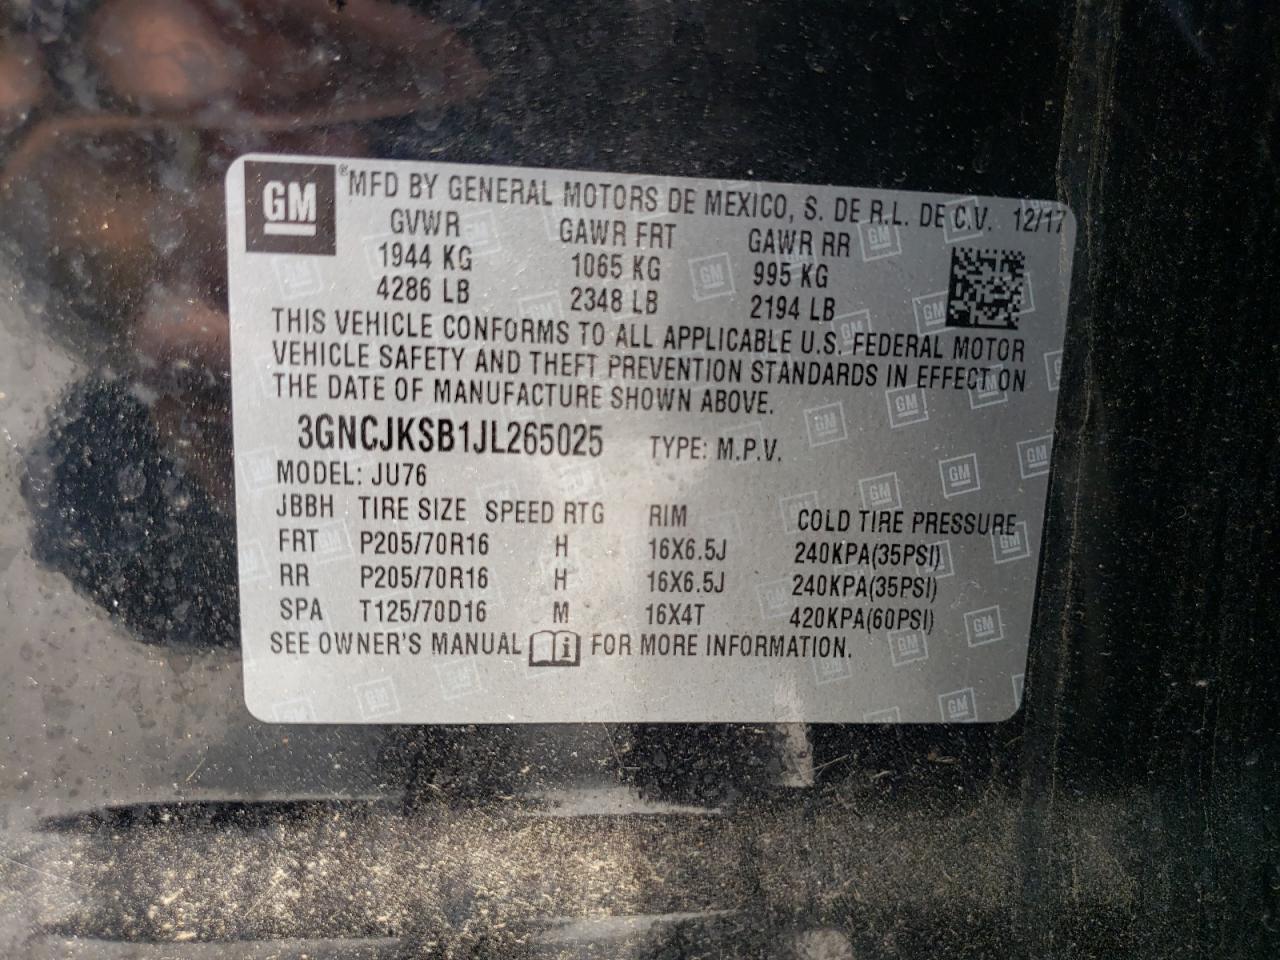 GM ® MFD BY GENERAL MOTORS DE MEXICO, S. DE R.L. DE C.V. 12/17
GVWR GAWR FRT GAWR RR
1944 KG 1065 KG 995 KG
4286 LB 2348 LB 2194 LB
THIS VEHICLE CONFORMS TO ALL APPLICABLE U.S. FEDERAL MOTOR
VEHICLE SAFETY AND THEFT PREVENTION STANDARDS IN EFFECT ON
THE DATE OF MANUFACTURE SHOWN ABOVE.
3GNCJKSB1JL265025 TYPE: M.P.V.
MODEL: JU76
JBBH TIRE SIZE SPEED RTG RIM COLD TIRE PRESSURE
FRT P205/70R16 H 16X6.5J 240KPA(35PSI)
RR P205/70R16 H 16X6.5J 240KPA(35PSI)
SPA T125/70D16 M 16X4T 420KPA(60PSI)
SEE OWNER'S MANUAL i FOR MORE INFORMATION.